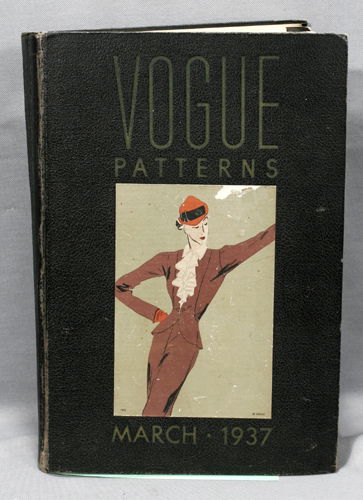 VOGUE
PATTERNS
MARCH · 1937